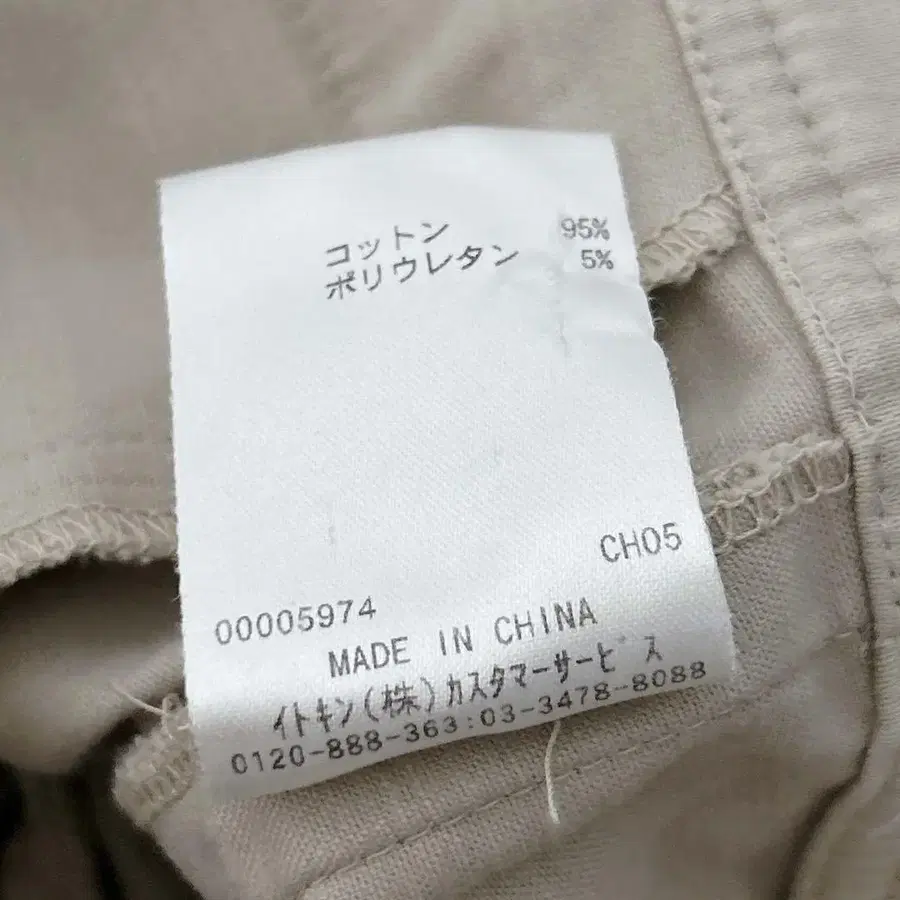 コットン 95%
ポリウレタン 5%
CH05
00005974
MADE IN CHINA
イトキン(株)カスタマーサービス
0120-888-363:03-3478-8088